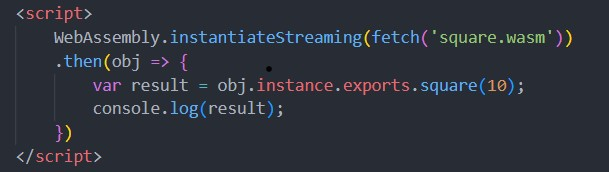 <script>
WebAssembly.instantiateStreaming(fetch('square.wasm'))
.then(obj => {
var result = obj.instance.exports.square(10);
console.log(result);
})
</script>